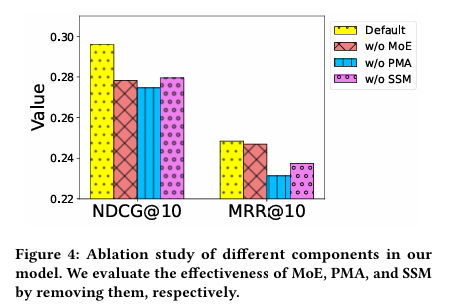 0.30
0.28
0.26
0.24
0.22
Value
NDCG@10
MRR@10
Default
w/o MoE
w/o PMA
w/o SSM
Figure 4: Ablation study of different components in our
model. We evaluate the effectiveness of MoE, PMA, and SSM
by removing them, respectively.